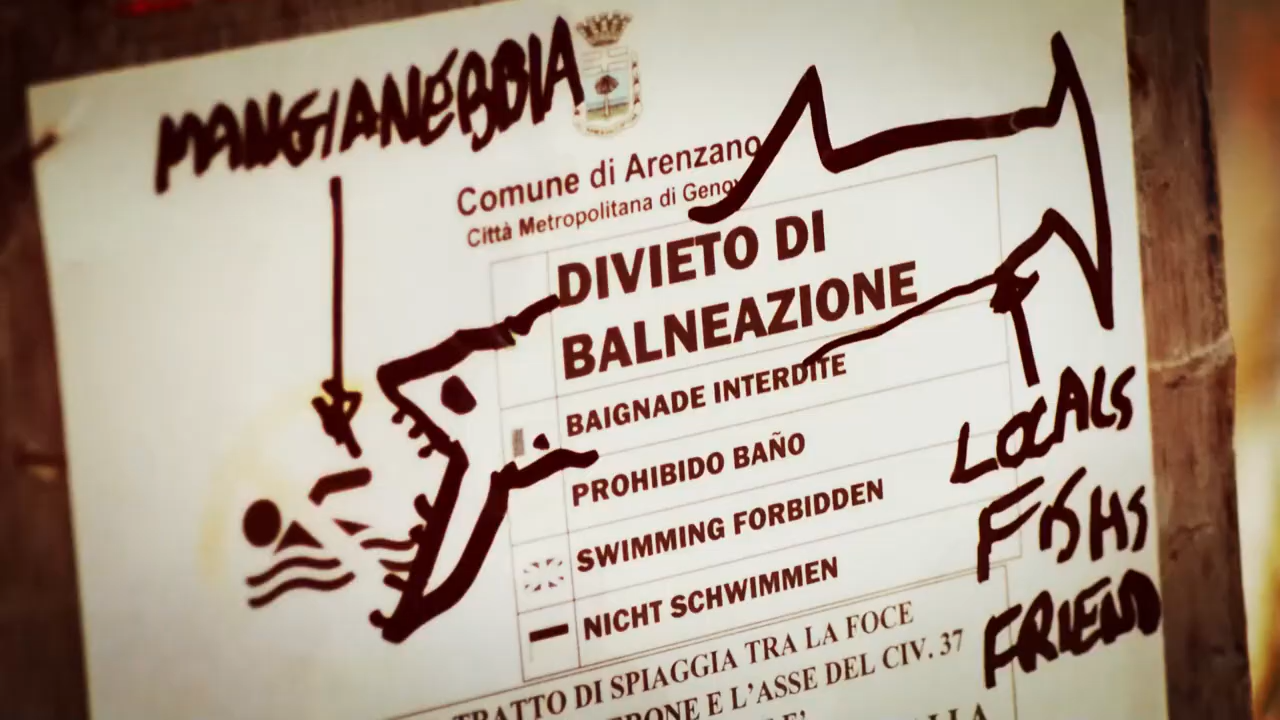 MANGIANEBBIA
Comune di Arenzano
Città Metropolitana di Genov
DIVIETO DI
BALNEAZIONE
BAIGNADE INTERDITE
PROHIBIDO BAÑO
SWIMMING FORBIDDEN
NICHT SCHWIMMEN
LOCALS
FISHS
FRIEND
TRATTO DI SPIAGGIA TRA LA FOCE
E L'ASSE DEL CIV. 37